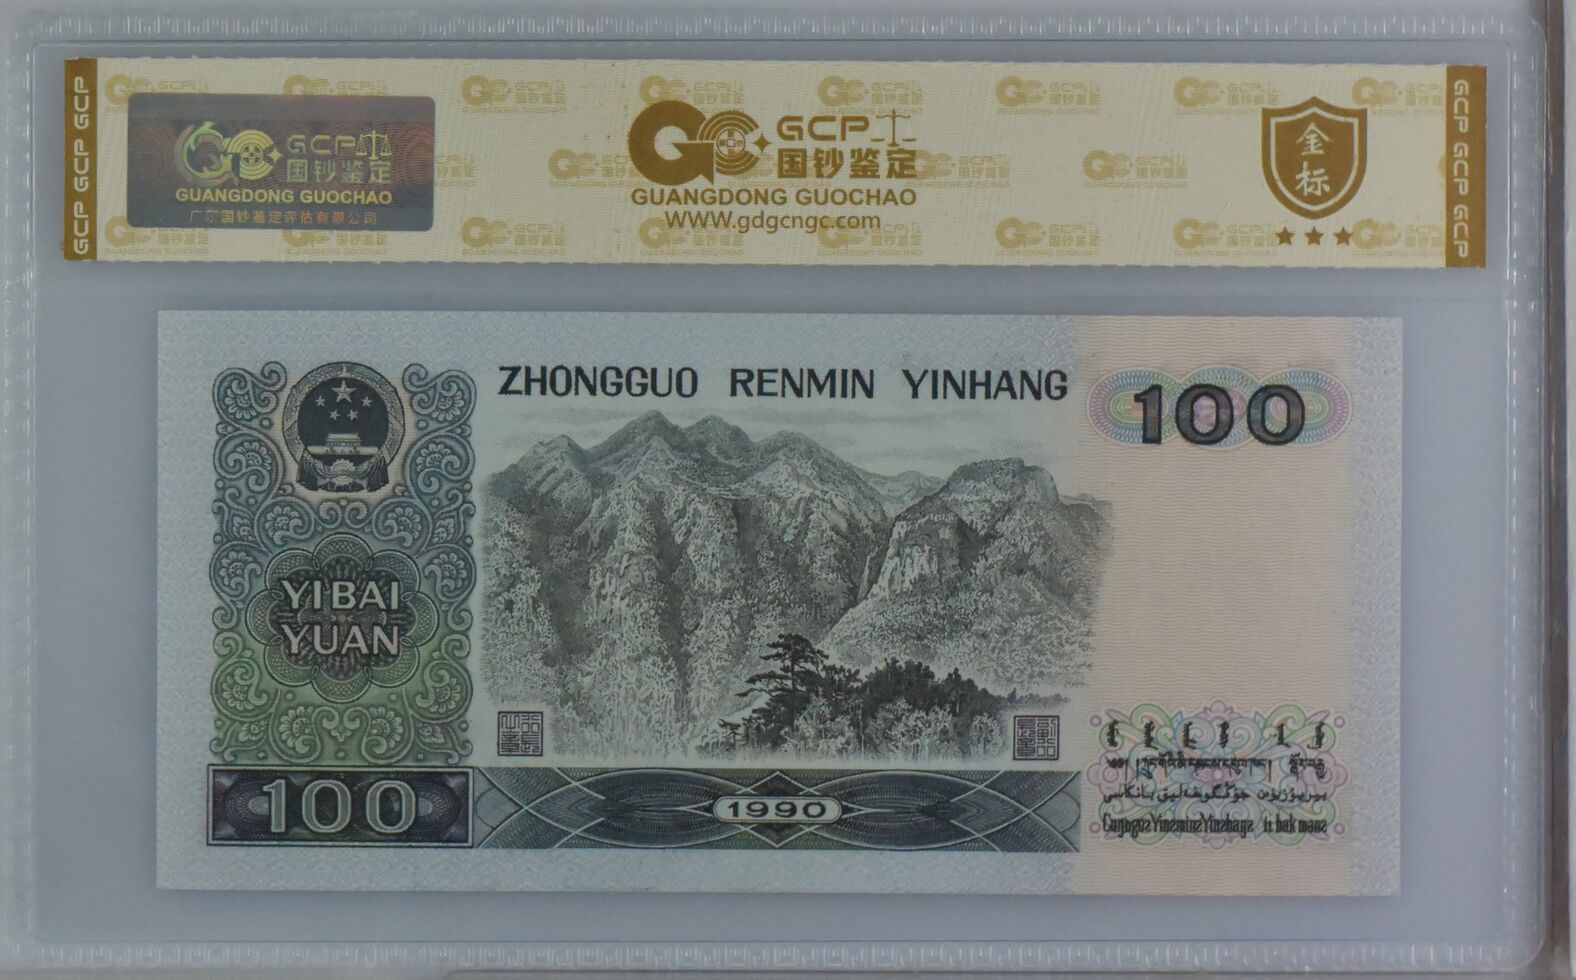 GCP GCP GCP
GCP
国钞鉴定
GUANGDONG GUOCHAO
广东国钞鉴定评估有限公司
GCP
国钞鉴定
GUANGDONG GUOCHAO
WWW.gdgcngc.com
金
标
GCP GCP GCP
ZHONGGUO RENMIN YINHANG
100
YIBAI
YUAN
100
1990